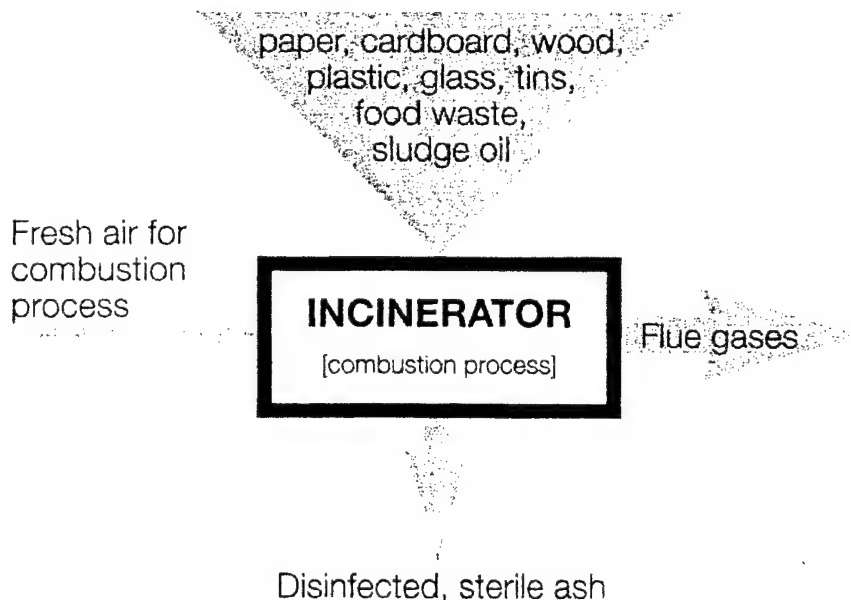 paper, cardboard, wood,
plastic, glass, tins,
food waste,
sludge oil
Fresh air for
combustion
process
INCINERATOR
[combustion process]
Flue gases
Disinfected, sterile ash